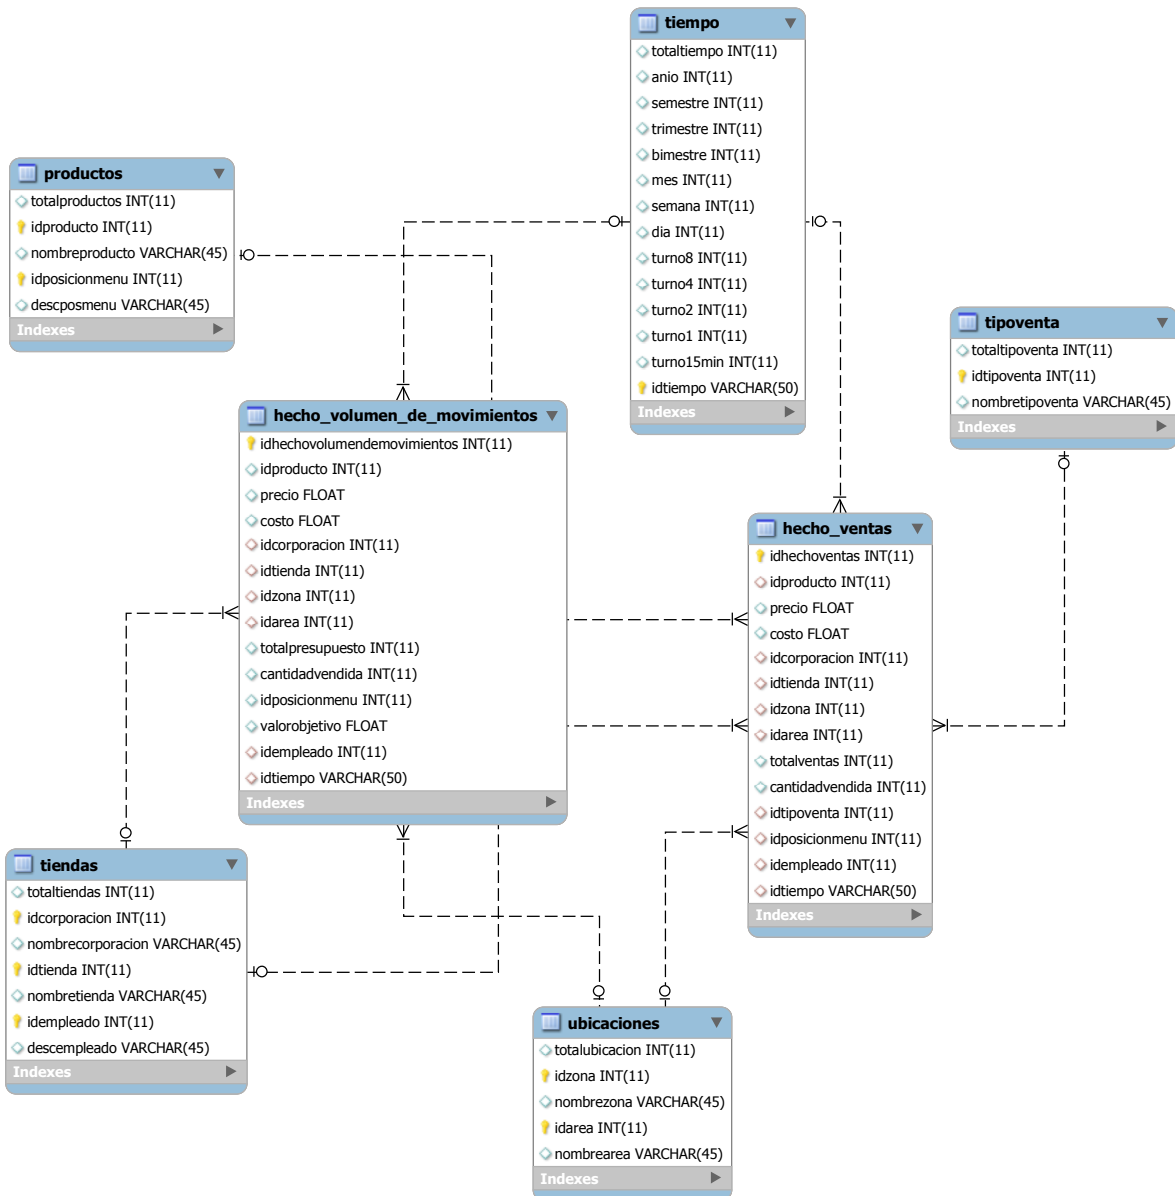 tiempo
totaltiempo INT(11)
anio INT(11)
semestre INT(11)
trimestre INT(11)
bimestre INT(11)
mes INT(11)
semana INT(11)
dia INT(11)
turno8 INT(11)
turno4 INT(11)
turno2 INT(11)
turno1 INT(11)
turno15min INT(11)
idtiempo VARCHAR(50)
Indexes
productos
totalproductos INT(11)
idproducto INT(11)
nombreproducto VARCHAR(45)
idposicionmenu INT(11)
descposmenu VARCHAR(45)
Indexes
tipoventa
totaltipoventa INT(11)
idtipoventa INT(11)
nombretipoventa VARCHAR(45)
Indexes
hecho_volumen_de_movimientos
idhechovolumendemovimientos INT(11)
idproducto INT(11)
precio FLOAT
costo FLOAT
idcorporacion INT(11)
idtienda INT(11)
idzona INT(11)
idarea INT(11)
totalpresupuesto INT(11)
cantidadvendida INT(11)
idposicionmenu INT(11)
valorobjetivo FLOAT
idempleado INT(11)
idtiempo VARCHAR(50)
Indexes
hecho_ventas
idhechoventas INT(11)
idproducto INT(11)
precio FLOAT
costo FLOAT
idcorporacion INT(11)
idtienda INT(11)
idzona INT(11)
idarea INT(11)
totalventas INT(11)
cantidadvendida INT(11)
idtipoventa INT(11)
idposicionmenu INT(11)
idempleado INT(11)
idtiempo VARCHAR(50)
Indexes
tiendas
totaltiendas INT(11)
idcorporacion INT(11)
nombrecorporacion VARCHAR(45)
idtienda INT(11)
nombretienda VARCHAR(45)
idempleado INT(11)
descempleado VARCHAR(45)
Indexes
ubicaciones
totalubicacion INT(11)
idzona INT(11)
nombrezona VARCHAR(45)
idarea INT(11)
nombrearea VARCHAR(45)
Indexes